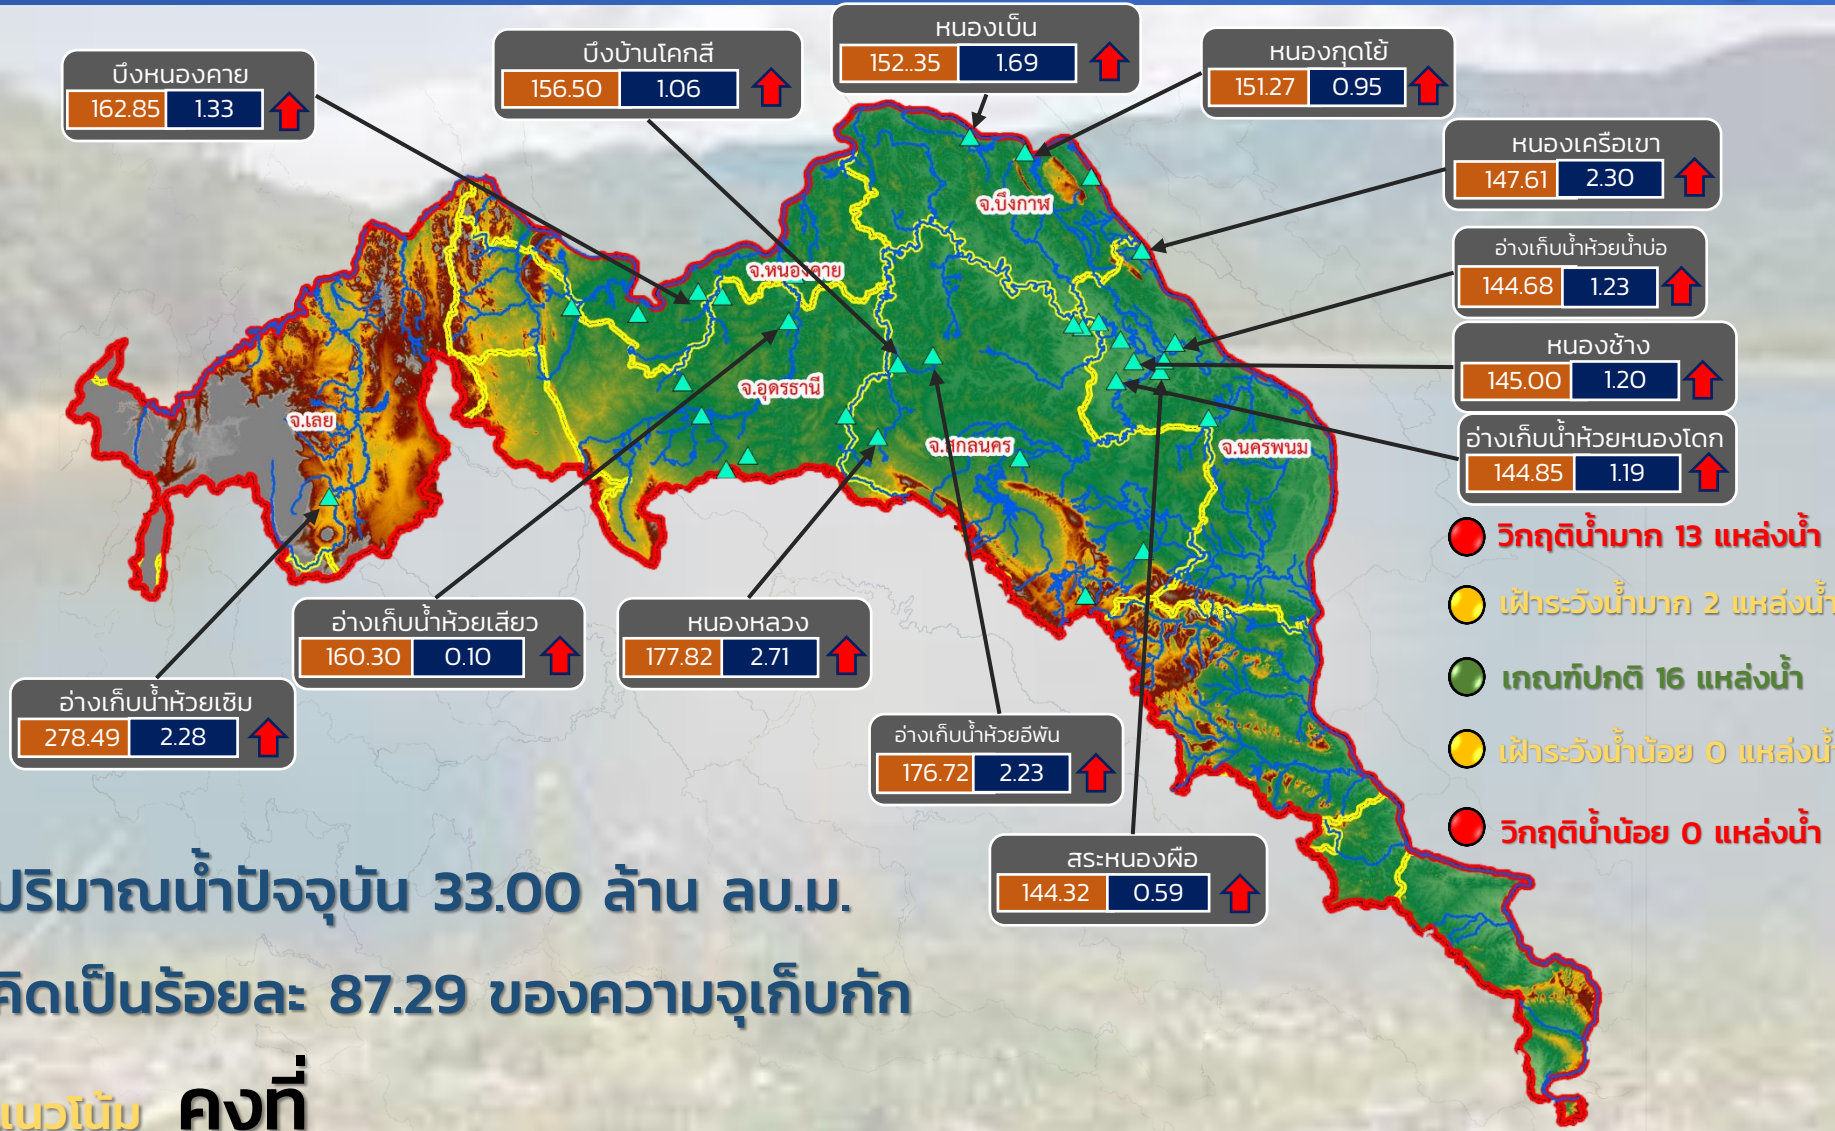 หนองเบ็น
152..35 1.69
บึงบ้านโคกสี
156.50 1.06
หนองกุดโย้
151.27 0.95
บึงหนองคาย
162.85 1.33
หนองเครือเขา
147.61 2.30
จ.บึงกาฬ
อ่างเก็บน้ำห้วยน้ำบ่อ
144.68 1.23
จ.หนองคาย
หนองช้าง
145.00 1.20
จ.อุดรธานี
จ.เลย
จ.สกลนคร
จ.นครพนม
อ่างเก็บน้ำห้วยหนองโดก
144.85 1.19
วิกฤติน้ำมาก 13 แหล่งน้ำ
เฝ้าระวังน้ำมาก 2 แหล่งน้ำ
เกณฑ์ปกติ 16 แหล่งน้ำ
เฝ้าระวังน้ำน้อย 0 แหล่งน้ำ
วิกฤติน้ำน้อย 0 แหล่งน้ำ
อ่างเก็บน้ำห้วยเสียว
160.30 0.10
หนองหลวง
177.82 2.71
อ่างเก็บน้ำห้วยเซิม
278.49 2.28
อ่างเก็บน้ำห้วยอีพัน
176.72 2.23
สระหนองผือ
144.32 0.59
ปริมาณน้ำปัจจุบัน 33.00 ล้าน ลบ.ม.
คิดเป็นร้อยละ 87.29 ของความจุเก็บกัก
แนวโน้ม คงที่